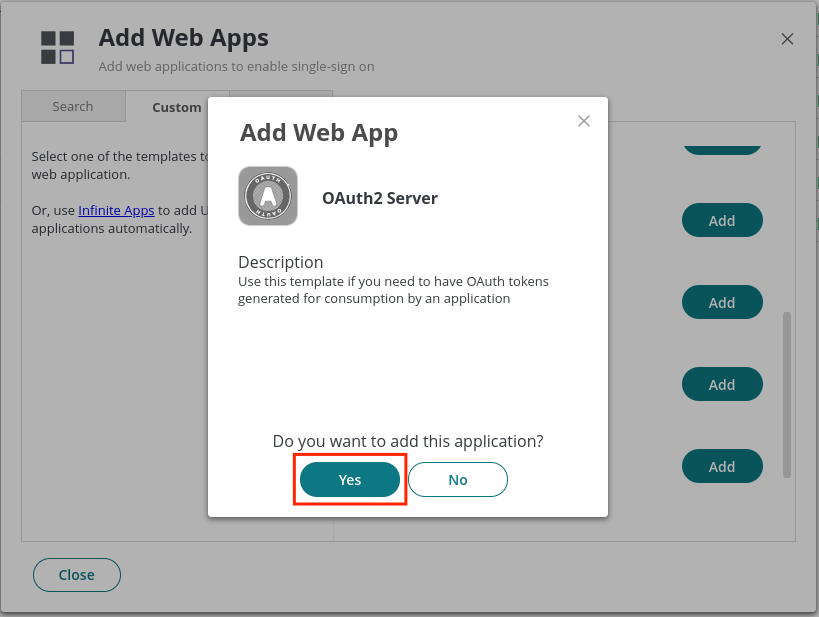 Add Web Apps
Add web applications to enable single-sign on
Search
Custom
Select one of the templates to
web application.
Or, use Infinite Apps to add U
applications automatically.
Add
Add
Add
Add
Close
Add Web App
OAUTH
A
OAUTH
OAuth2 Server
Description
Use this template if you need to have OAuth tokens
generated for consumption by an application
Do you want to add this application?
Yes
No